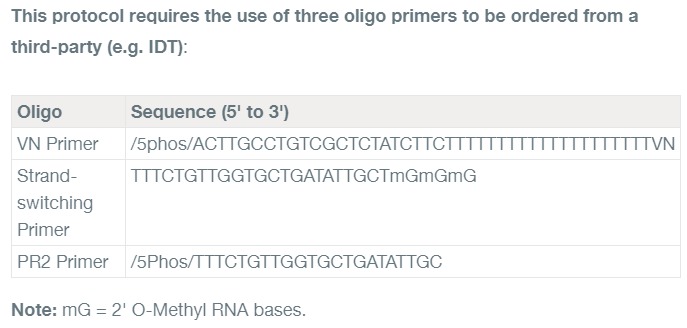 This protocol requires the use of three oligo primers to be ordered from a
third-party (e.g. IDT):
Oligo Sequence (5' to 3')
VN Primer /5phos/ACTTGCCTGTCGCTCTATCTTCTTTTTTTTTTTTTTTTTTTTVN
Strand-
switching
Primer
TTTCTGTTGGTGCTGATATTGCTmGmGmG
PR2 Primer /5Phos/TTTCTGTTGGTGCTGATATTGC
Note: mG = 2' O-Methyl RNA bases.